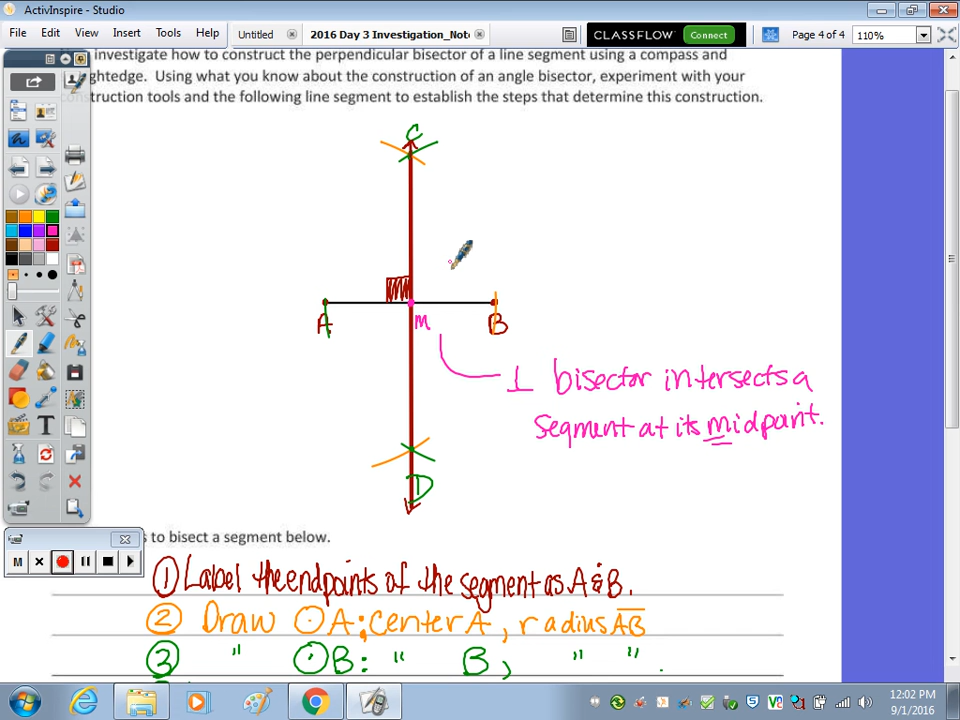 ActivInspire - Studio
File Edit View Insert Tools Help
Untitled
2016 Day 3 Investigation_Note
CLASSFLOW Connect
Page 4 of 4
110%
investigate how to construct the perpendicular bisector of a line segment using a compass and
ghtedge. Using what you know about the construction of an angle bisector, experiment with your
struction tools and the following line segment to establish the steps that determine this construction.
C
A
M
B
⊥ bisector intersects a
segment at its midpoint.
D
s to bisect a segment below.
① Label the endpoints of the segment as A & B.
② Draw ⊙A: center A, radius AB
③ " ⊙B: " B, " ".
12:02 PM
9/1/2016